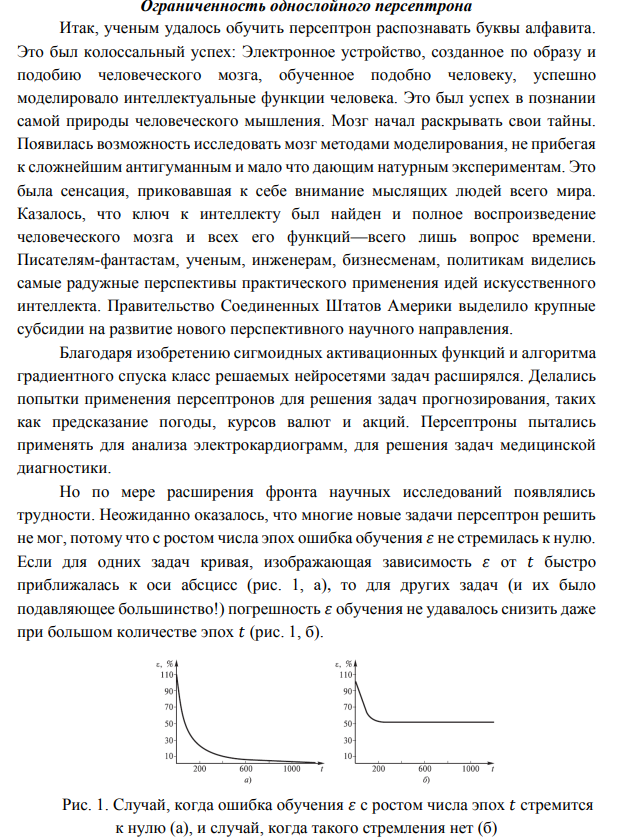 Ограниченность однослойного персептрона
Итак, ученым удалось обучить персептрон распознавать буквы алфавита.
Это был колоссальный успех: Электронное устройство, созданное по образу и
подобию человеческого мозга, обученное подобно человеку, успешно
моделировало интеллектуальные функции человека. Это был успех в познании
самой природы человеческого мышления. Мозг начал раскрывать свои тайны.
Появилась возможность исследовать мозг методами моделирования, не прибегая
к сложнейшим антигуманным и мало что дающим натурным экспериментам. Это
была сенсация, приковавшая к себе внимание мыслящих людей всего мира.
Казалось, что ключ к интеллекту был найден и полное воспроизведение
человеческого мозга и всех его функций—всего лишь вопрос времени.
Писателям-фантастам, ученым, инженерам, бизнесменам, политикам виделись
самые радужные перспективы практического применения идей искусственного
интеллекта. Правительство Соединенных Штатов Америки выделило крупные
субсидии на развитие нового перспективного научного направления.
Благодаря изобретению сигмоидных активационных функций и алгоритма
градиентного спуска класс решаемых нейросетями задач расширялся. Делались
попытки применения персептронов для решения задач прогнозирования, таких
как предсказание погоды, курсов валют и акций. Персептроны пытались
применять для анализа электрокардиограмм, для решения задач медицинской
диагностики.
Но по мере расширения фронта научных исследований появлялись
трудности. Неожиданно оказалось, что многие новые задачи персептрон решить
не мог, потому что с ростом числа эпох ошибка обучения 𝜀 не стремилась к нулю.
Если для одних задач кривая, изображающая зависимость 𝜀 от 𝑡 быстро
приближалась к оси абсцисс (рис. 1, а), то для других задач (и их было
подавляющее большинство!) погрешность 𝜀 обучения не удавалось снизить даже
при большом количестве эпох 𝑡 (рис. 1, б).
ε, %
110
90
70
50
30
10
200 600 1000 t
а)
ε, %
110
90
70
50
30
10
200 600 1000 t
б)
Рис. 1. Случай, когда ошибка обучения 𝜀 с ростом числа эпох 𝑡 стремится
к нулю (а), и случай, когда такого стремления нет (б)